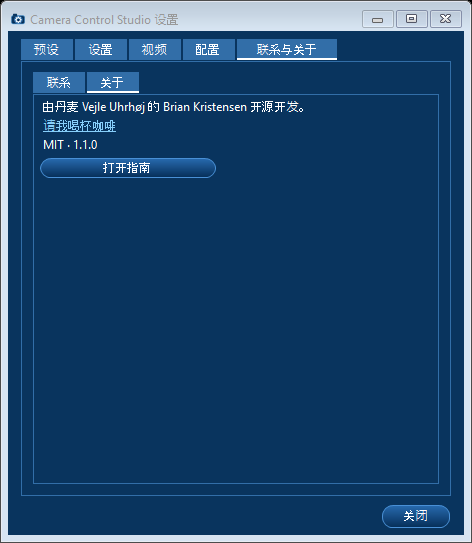 Camera Control Studio 设置
预设 设置 视频 配置 联系与关于
联系 关于
由丹麦 Vejle Uhrhøj 的 Brian Kristensen 开源开发。
请我喝杯咖啡
MIT · 1.1.0
打开指南
关闭